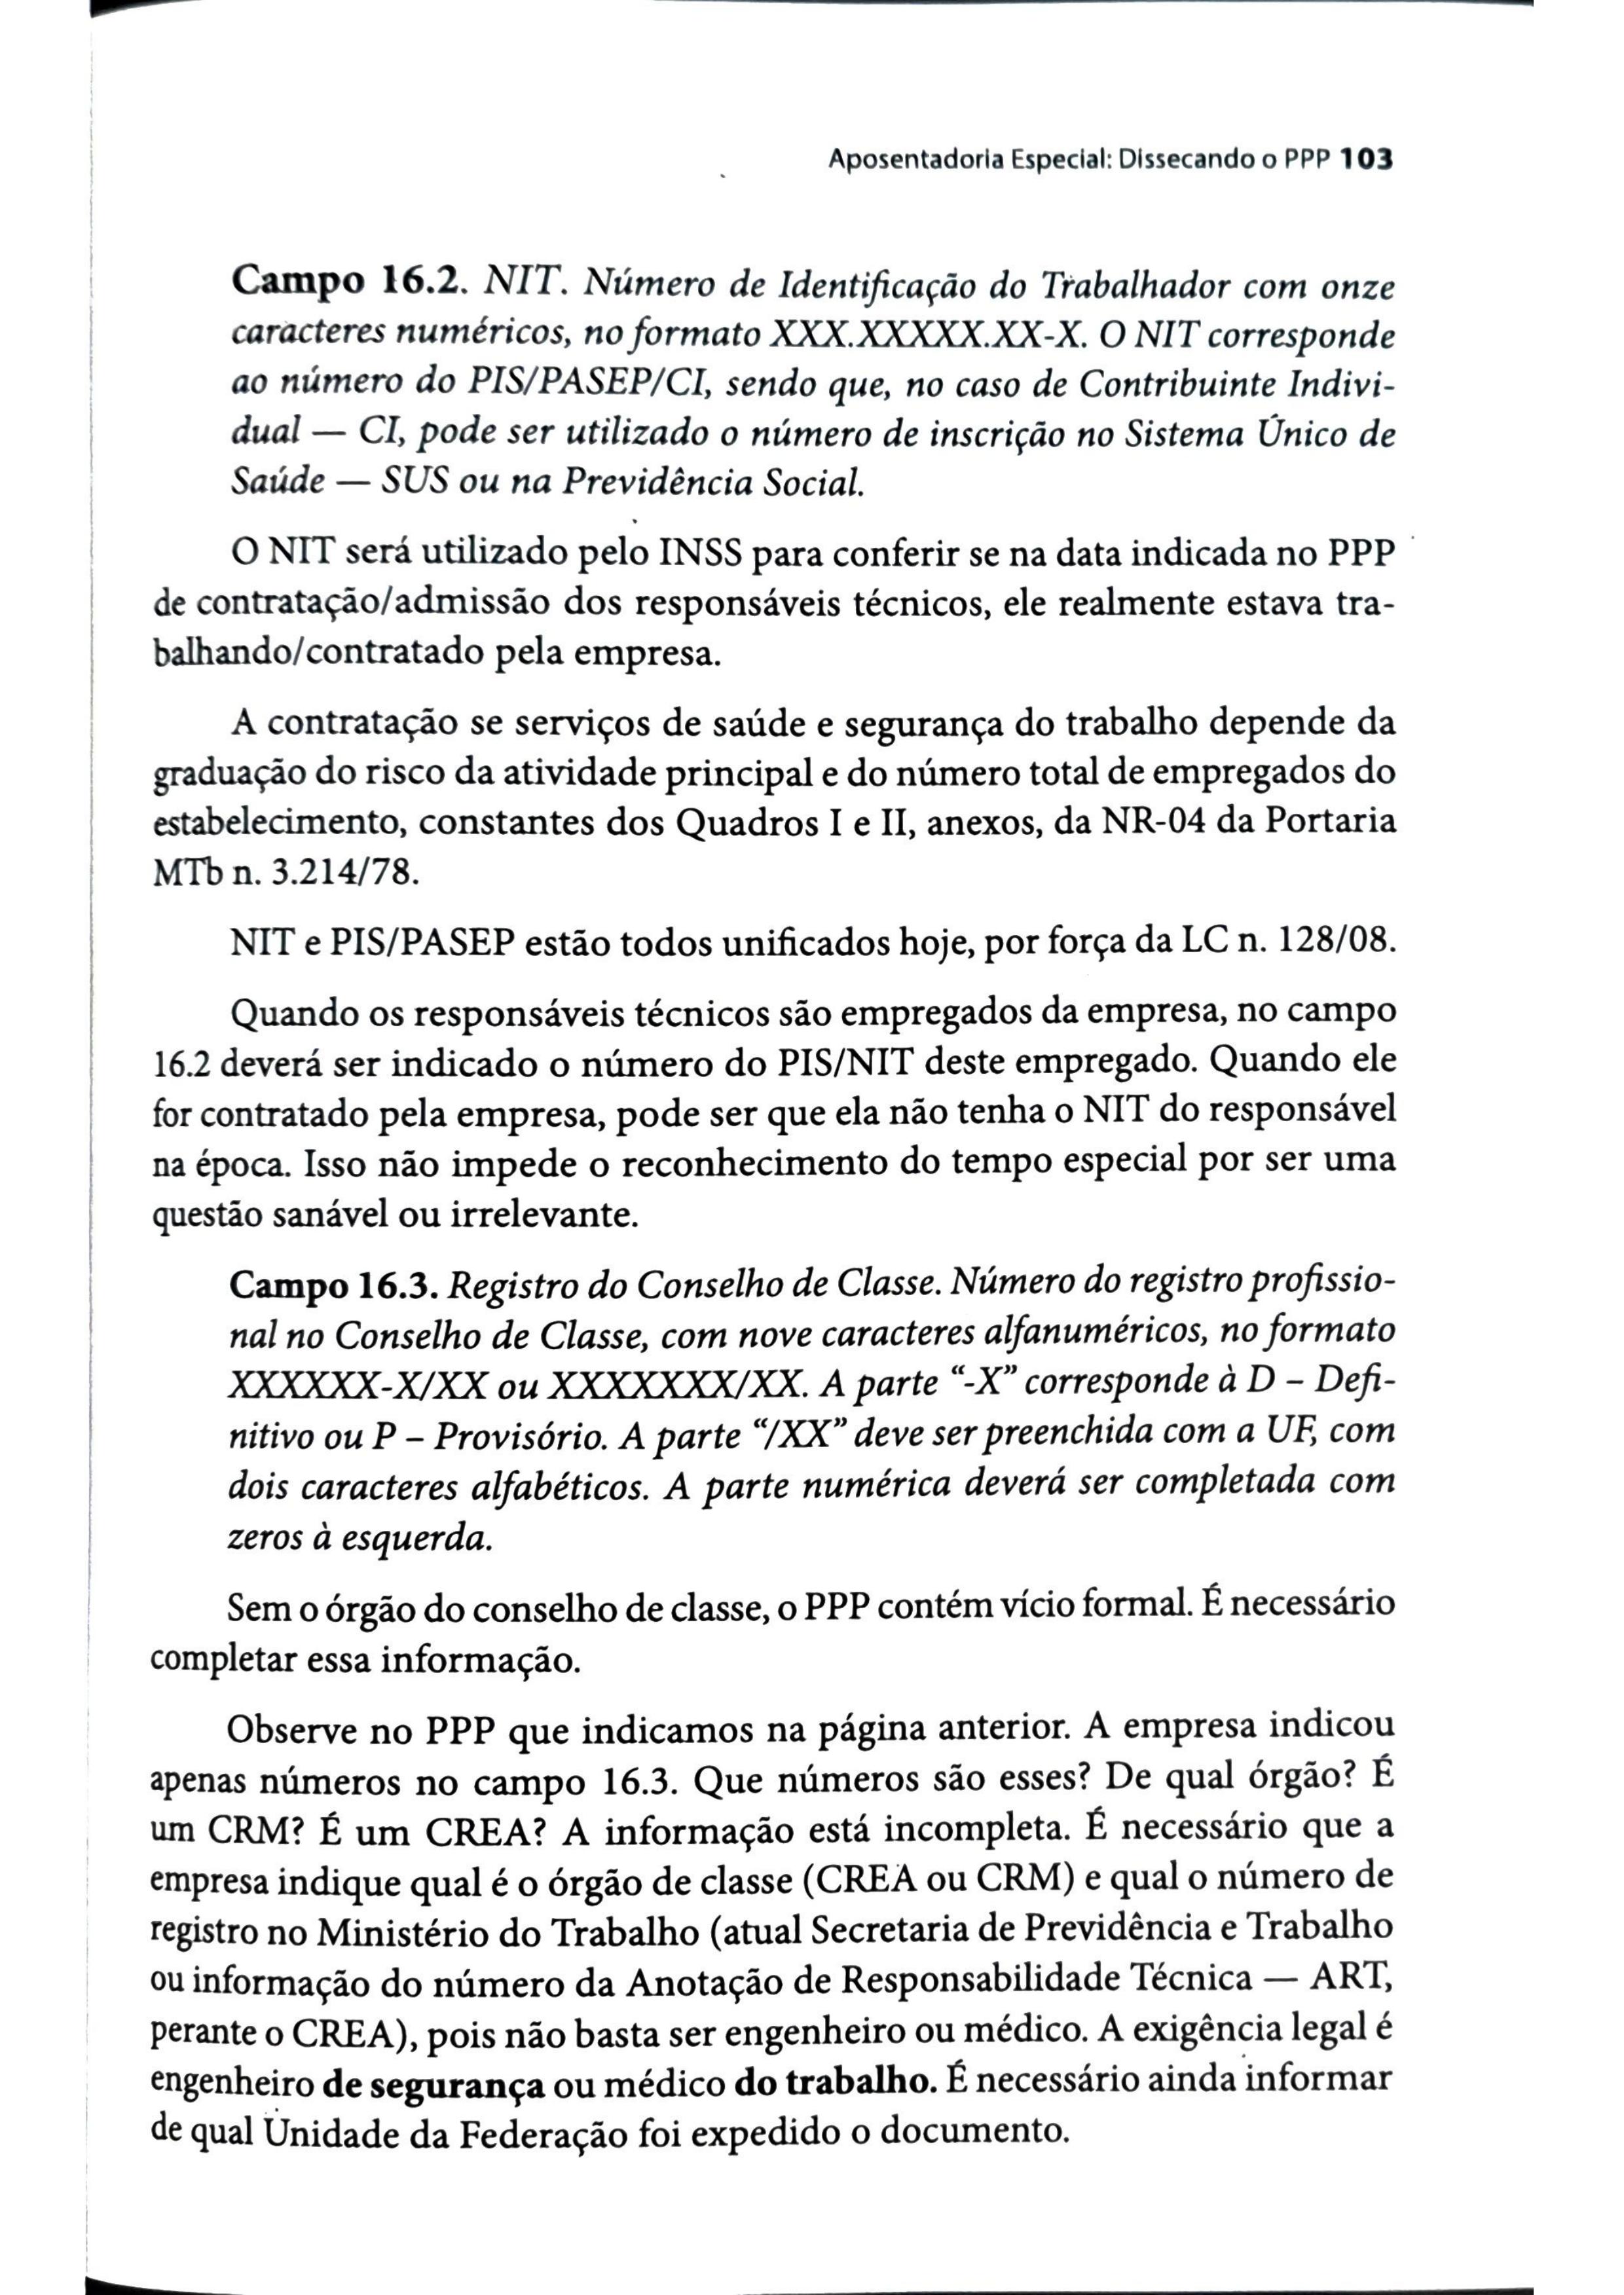 Aposentadoria Especial: Dissecando o PPP 103
Campo 16.2. NIT. Número de Identificação do Trabalhador com onze
caracteres numéricos, no formato XXX.XXXXX.XX-X. O NIT corresponde
ao número do PIS/PASEP/CI, sendo que, no caso de Contribuinte Indivi-
dual — CI, pode ser utilizado o número de inscrição no Sistema Único de
Saúde — SUS ou na Previdência Social.
O NIT será utilizado pelo INSS para conferir se na data indicada no PPP
de contratação/admissão dos responsáveis técnicos, ele realmente estava tra-
balhando/contratado pela empresa.
A contratação se serviços de saúde e segurança do trabalho depende da
graduação do risco da atividade principal e do número total de empregados do
estabelecimento, constantes dos Quadros I e II, anexos, da NR-04 da Portaria
MTb n. 3.214/78.
NIT e PIS/PASEP estão todos unificados hoje, por força da LC n. 128/08.
Quando os responsáveis técnicos são empregados da empresa, no campo
16.2 deverá ser indicado o número do PIS/NIT deste empregado. Quando ele
for contratado pela empresa, pode ser que ela não tenha o NIT do responsável
na época. Isso não impede o reconhecimento do tempo especial por ser uma
questão sanável ou irrelevante.
Campo 16.3. Registro do Conselho de Classe. Número do registro profissio-
nal no Conselho de Classe, com nove caracteres alfanuméricos, no formato
XXXXXX-X/XX ou XXXXXXX/XX. A parte “-X” corresponde à D – Defi-
nitivo ou P – Provisório. A parte “/XX” deve ser preenchida com a UF, com
dois caracteres alfabéticos. A parte numérica deverá ser completada com
zeros à esquerda.
Sem o órgão do conselho de classe, o PPP contém vício formal. É necessário
completar essa informação.
Observe no PPP que indicamos na página anterior. A empresa indicou
apenas números no campo 16.3. Que números são esses? De qual órgão? É
um CRM? É um CREA? A informação está incompleta. É necessário que a
empresa indique qual é o órgão de classe (CREA ou CRM) e qual o número de
registro no Ministério do Trabalho (atual Secretaria de Previdência e Trabalho
ou informação do número da Anotação de Responsabilidade Técnica — ART,
perante o CREA), pois não basta ser engenheiro ou médico. A exigência legal é
engenheiro de segurança ou médico do trabalho. É necessário ainda informar
de qual Unidade da Federação foi expedido o documento.